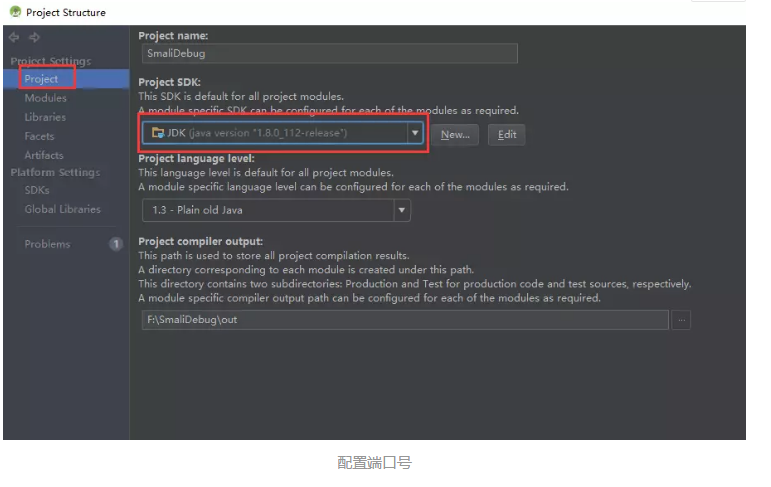 Project Structure
Project Settings
Project
Modules
Libraries
Facets
Artifacts
Platform Settings
SDKs
Global Libraries
Problems
1
Project name:
SmaliDebug
Project SDK:
This SDK is default for all project modules.
A module specific SDK can be configured for each of the modules as required.
JDK (java version "1.8.0_112-release")
New...
Edit
Project language level:
This language level is default for all project modules.
A module specific language level can be configured for each of the modules as required.
1.3 - Plain old Java
Project compiler output:
This path is used to store all project compilation results.
A directory corresponding to each module is created under this path.
This directory contains two subdirectories: Production and Test for production code and test sources, respectively.
A module specific compiler output path can be configured for each of the modules as required.
F:\SmaliDebug\out
...
配置端口号